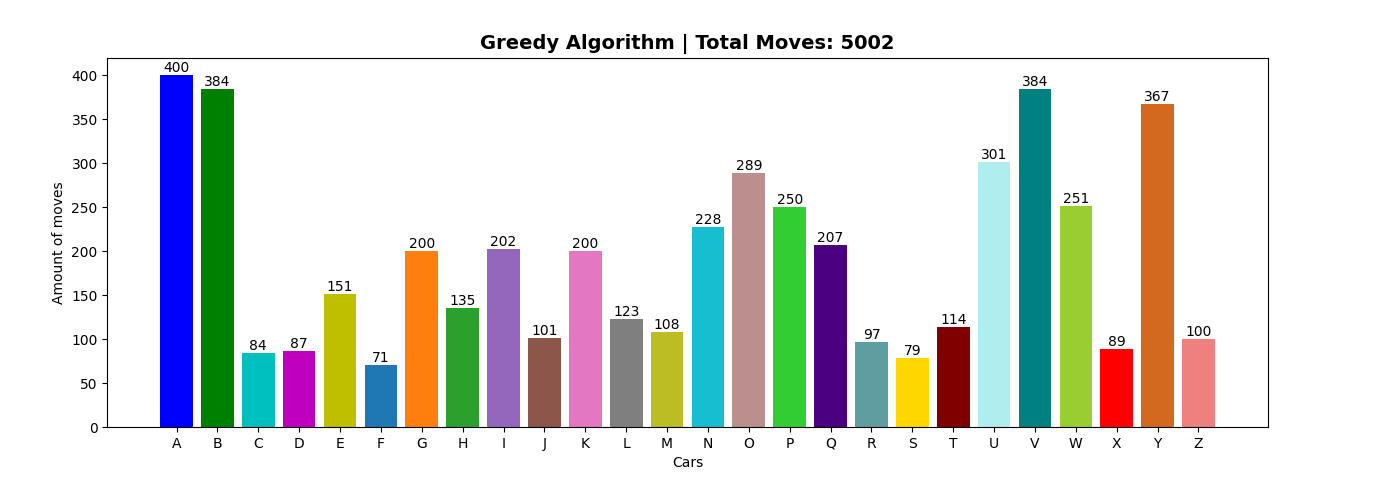 Greedy Algorithm | Total Moves: 5002
Amount of moves
400
350
300
250
200
150
100
50
0
400 384 84 87 151 71 200 135 202 101 200 123 108 228 289 250 207 97 79 114 301 384 251 89 367 100
A B C D E F G H I J K L M N O P Q R S T U V W X Y Z
Cars